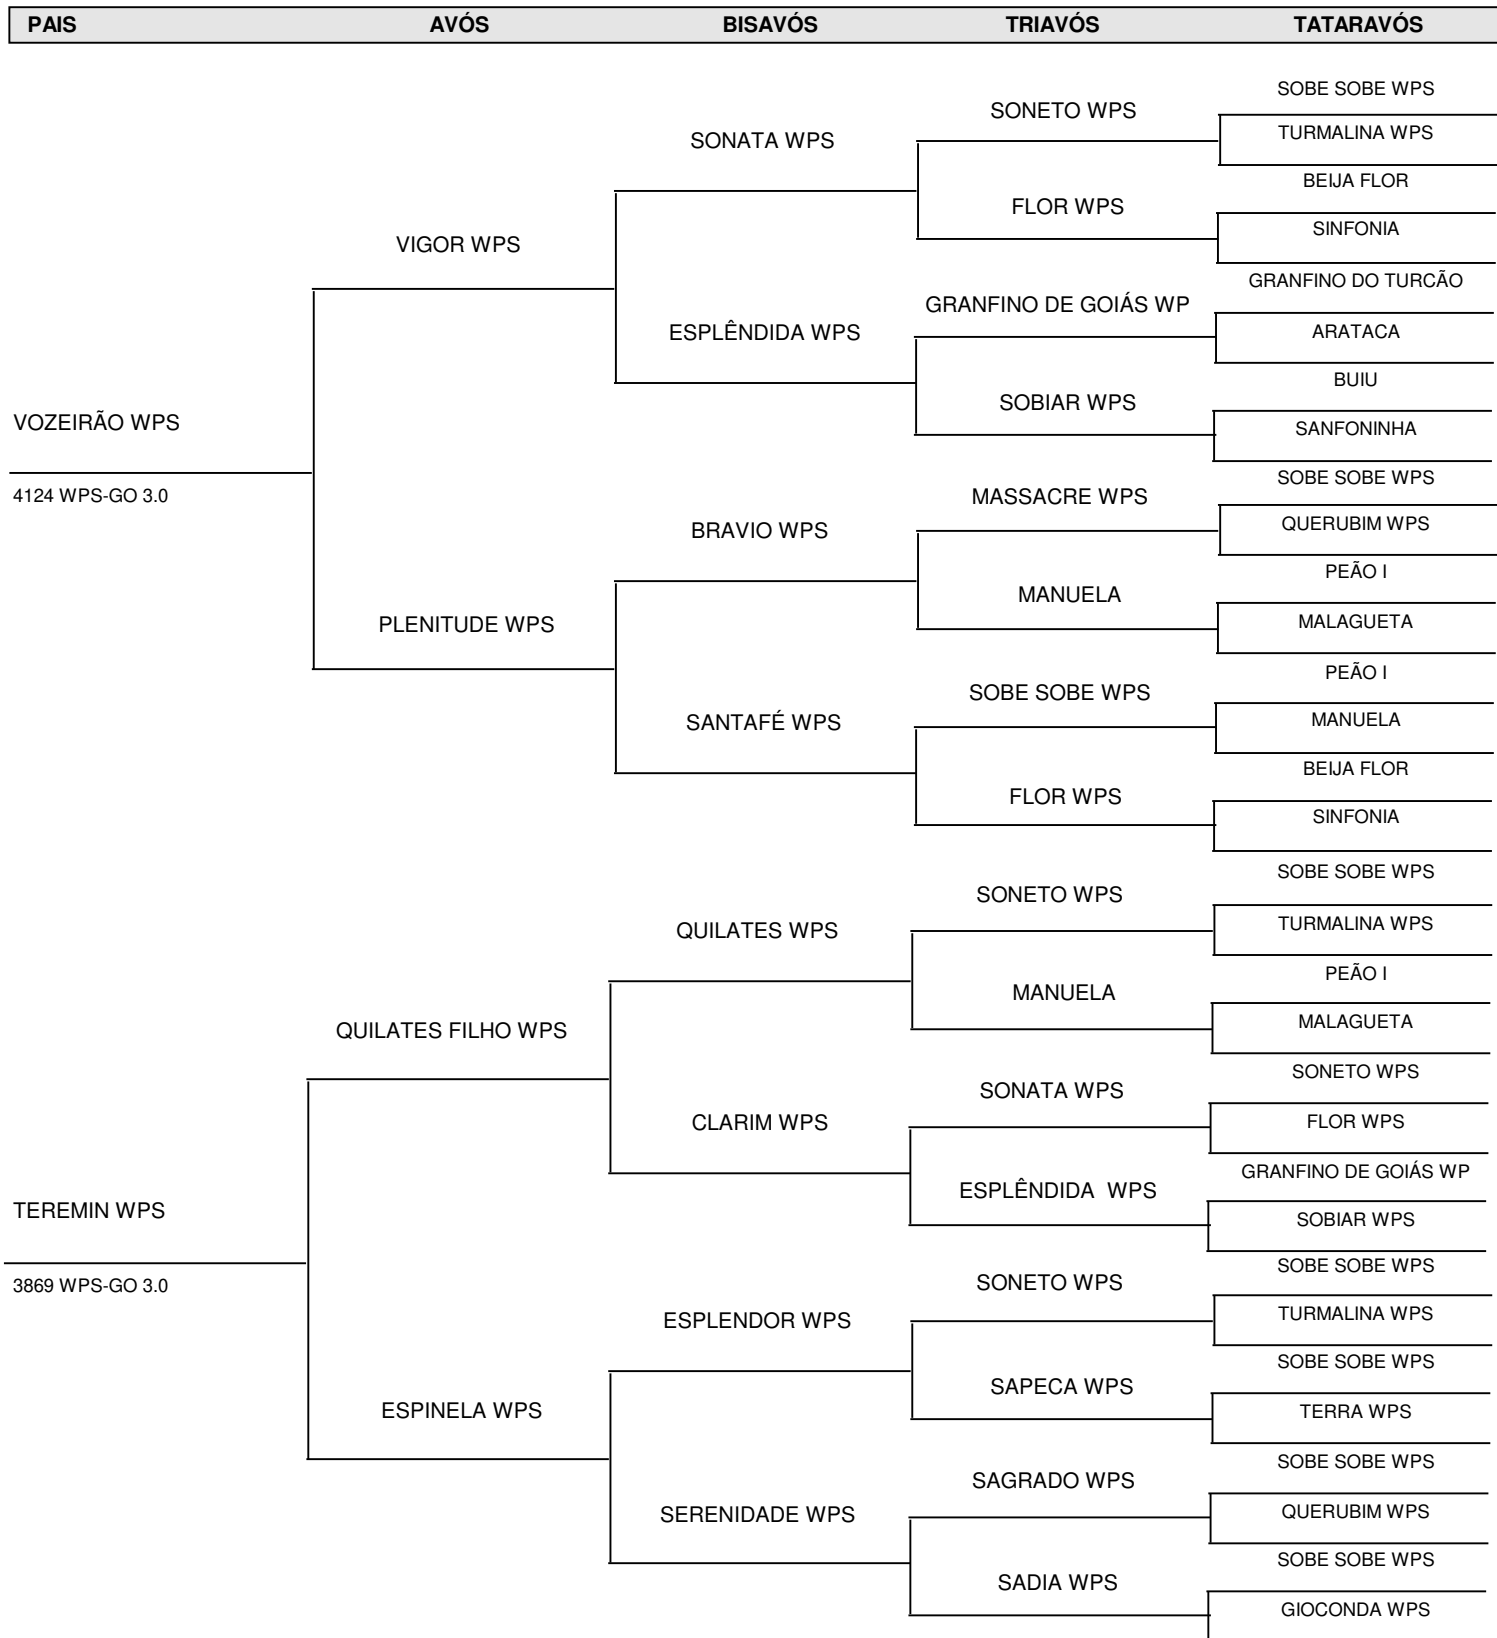 PAIS AVÓS BISAVÓS TRIAVÓS TATARAVÓS
SOBE SOBE WPS
SONETO WPS
TURMALINA WPS
SONATA WPS
BEIJA FLOR
FLOR WPS
SINFONIA
VIGOR WPS
GRANFINO DO TURCÃO
GRANFINO DE GOIÁS WP
ARATACA
ESPLÊNDIDA WPS
BUIU
SOBIAR WPS
SANFONINHA
VOZEIRÃO WPS
4124 WPS-GO 3.0
SOBE SOBE WPS
MASSACRE WPS
QUERUBIM WPS
BRAVIO WPS
PEÃO I
MANUELA
MALAGUETA
PLENITUDE WPS
PEÃO I
SOBE SOBE WPS
MANUELA
SANTAFÉ WPS
BEIJA FLOR
FLOR WPS
SINFONIA
SOBE SOBE WPS
SONETO WPS
TURMALINA WPS
QUILATES WPS
PEÃO I
MANUELA
MALAGUETA
QUILATES FILHO WPS
SONETO WPS
SONATA WPS
FLOR WPS
CLARIM WPS
GRANFINO DE GOIÁS WP
ESPLÊNDIDA WPS
SOBIAR WPS
TEREMIN WPS
3869 WPS-GO 3.0
SOBE SOBE WPS
SONETO WPS
TURMALINA WPS
ESPLENDOR WPS
SOBE SOBE WPS
SAPECA WPS
TERRA WPS
ESPINELA WPS
SOBE SOBE WPS
SAGRADO WPS
QUERUBIM WPS
SERENIDADE WPS
SOBE SOBE WPS
SADIA WPS
GIOCONDA WPS